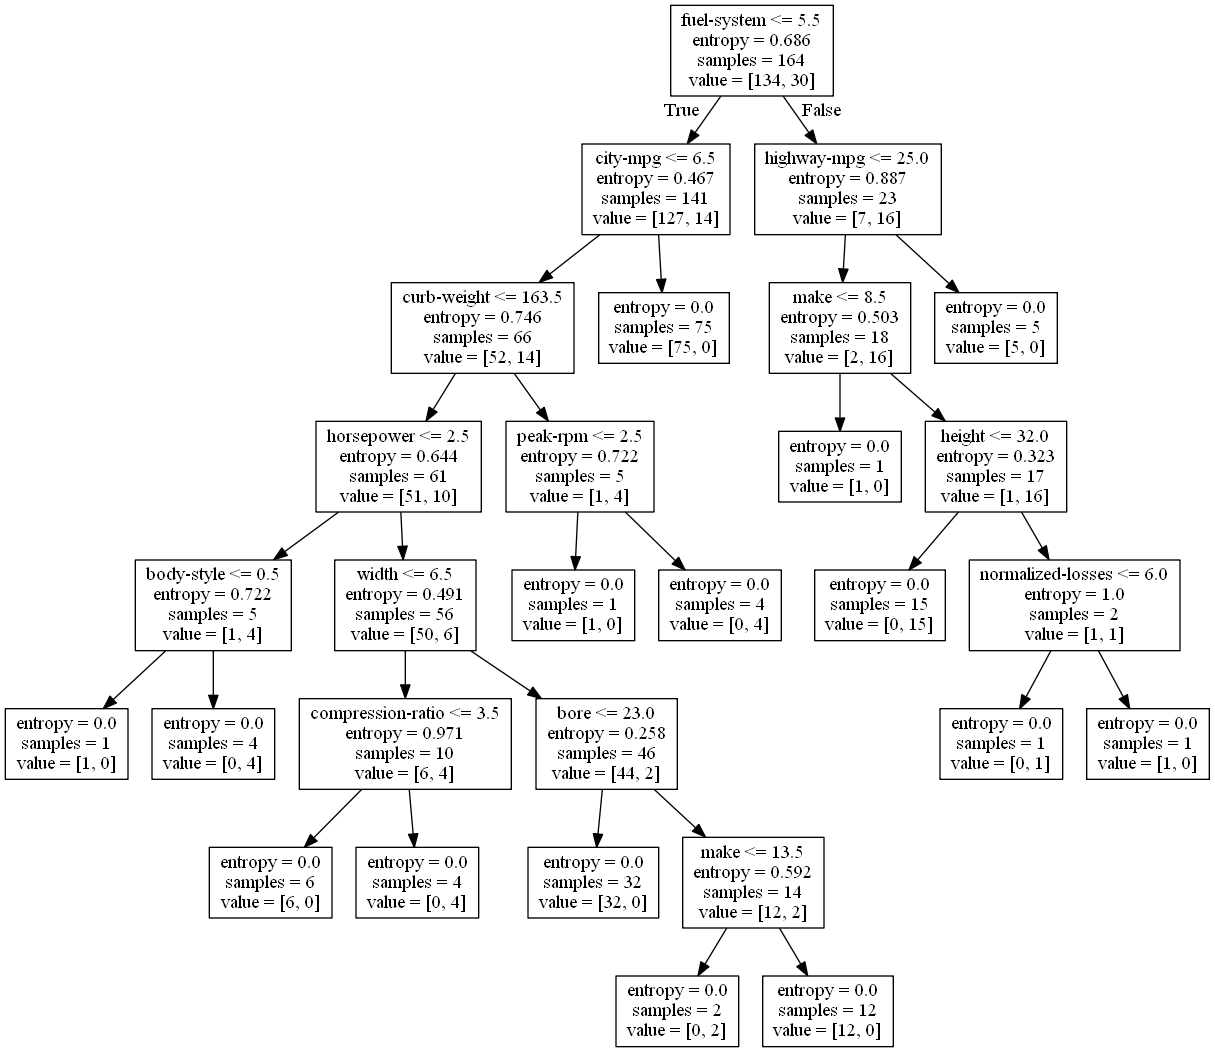 fuel-system <= 5.5
entropy = 0.686
samples = 164
value = [134, 30]
True
False
city-mpg <= 6.5
entropy = 0.467
samples = 141
value = [127, 14]
highway-mpg <= 25.0
entropy = 0.887
samples = 23
value = [7, 16]
curb-weight <= 163.5
entropy = 0.746
samples = 66
value = [52, 14]
entropy = 0.0
samples = 75
value = [75, 0]
make <= 8.5
entropy = 0.503
samples = 18
value = [2, 16]
entropy = 0.0
samples = 5
value = [5, 0]
horsepower <= 2.5
entropy = 0.644
samples = 61
value = [51, 10]
peak-rpm <= 2.5
entropy = 0.722
samples = 5
value = [1, 4]
entropy = 0.0
samples = 1
value = [1, 0]
height <= 32.0
entropy = 0.323
samples = 17
value = [1, 16]
body-style <= 0.5
entropy = 0.722
samples = 5
value = [1, 4]
width <= 6.5
entropy = 0.491
samples = 56
value = [50, 6]
entropy = 0.0
samples = 1
value = [1, 0]
entropy = 0.0
samples = 4
value = [0, 4]
entropy = 0.0
samples = 15
value = [0, 15]
normalized-losses <= 6.0
entropy = 1.0
samples = 2
value = [1, 1]
entropy = 0.0
samples = 1
value = [1, 0]
entropy = 0.0
samples = 4
value = [0, 4]
compression-ratio <= 3.5
entropy = 0.971
samples = 10
value = [6, 4]
bore <= 23.0
entropy = 0.258
samples = 46
value = [44, 2]
entropy = 0.0
samples = 1
value = [0, 1]
entropy = 0.0
samples = 1
value = [1, 0]
entropy = 0.0
samples = 6
value = [6, 0]
entropy = 0.0
samples = 4
value = [0, 4]
entropy = 0.0
samples = 32
value = [32, 0]
make <= 13.5
entropy = 0.592
samples = 14
value = [12, 2]
entropy = 0.0
samples = 2
value = [0, 2]
entropy = 0.0
samples = 12
value = [12, 0]